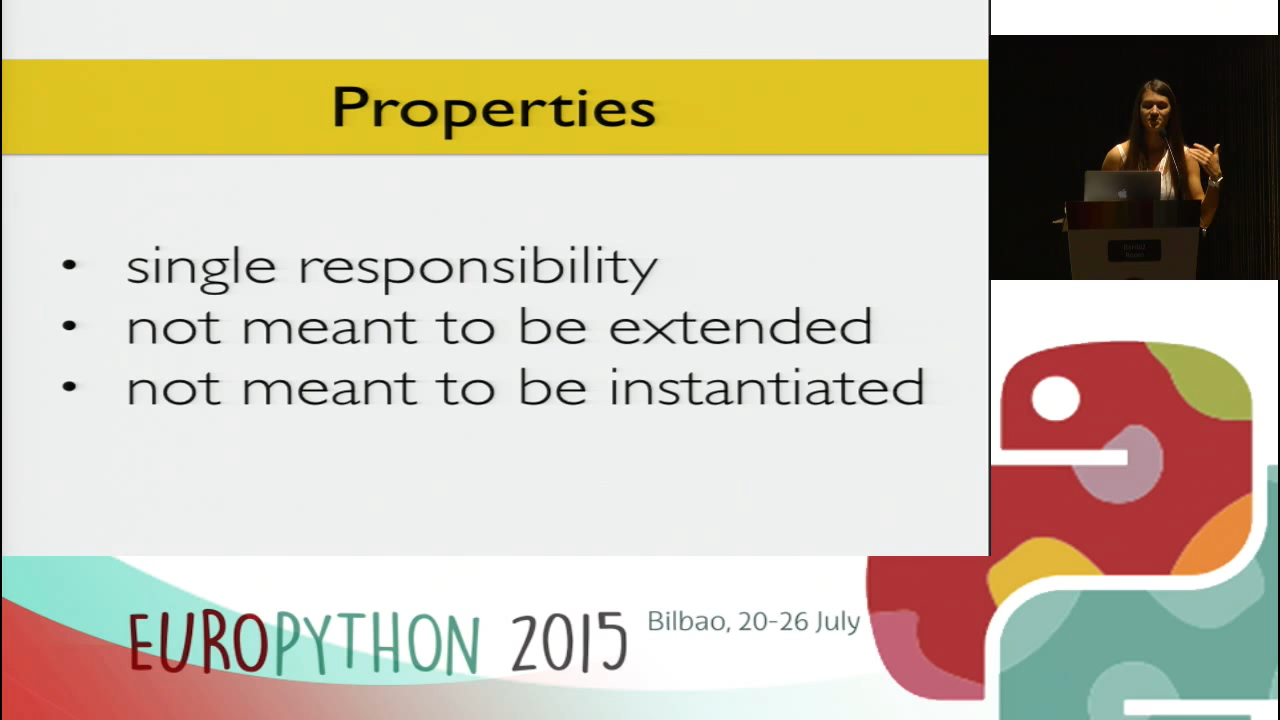 Properties
• single responsibility
• not meant to be extended
• not meant to be instantiated
EUROPYTHON 2015
Bilbao, 20-26 July